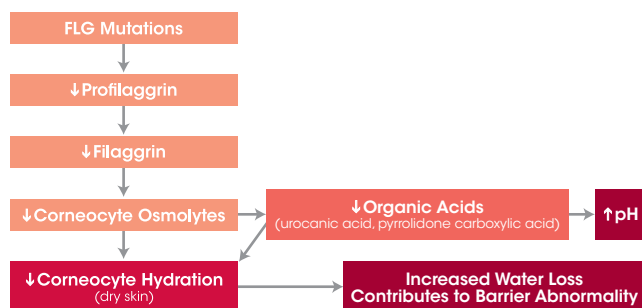 FLG Mutations
↓Profilaggrin
↓Filaggrin
↓Corneocyte Osmolytes
↓Organic Acids
(urocanic acid, pyrrolidone carboxylic acid)
↑pH
↓Corneocyte Hydration
(dry skin)
Increased Water Loss
Contributes to Barrier Abnormality